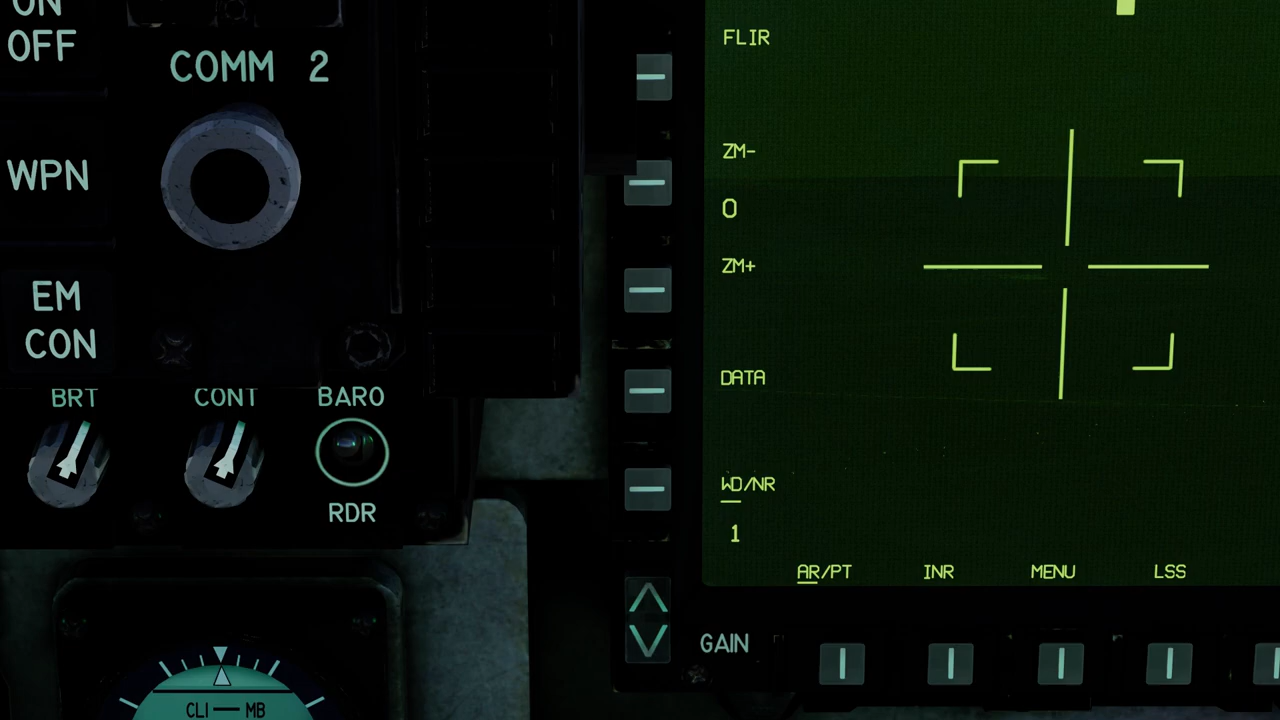 ON
OFF
COMM 2
WPN
EM
CON
BRT
CONT
BARO
RDR
CLI MB
FLIR
ZM-
0
ZM+
DATA
WD/NR
1
AR/PT
INR
MENU
LSS
GAIN